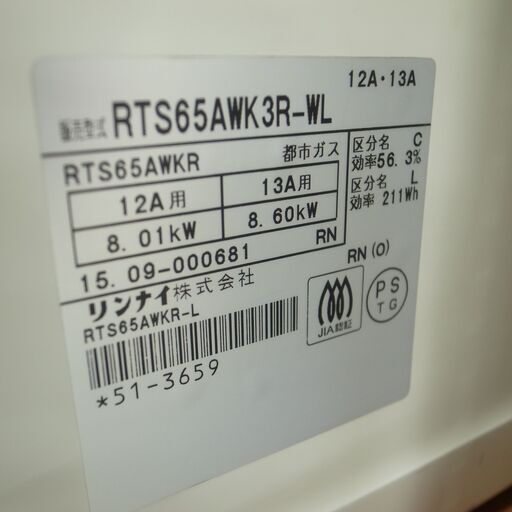 12A・13A
販売型式 RTS65AWK3R-WL
RTS65AWKR 都市ガス
12A用 13A用
8.01kW 8.60kW
区分名 C
効率56.3%
区分名 L
効率 211Wh
15.09-000681 RN
RN(O)
リンナイ株式会社
RTS65AWKR-L
JIA認証
PS
TG
*51-3659